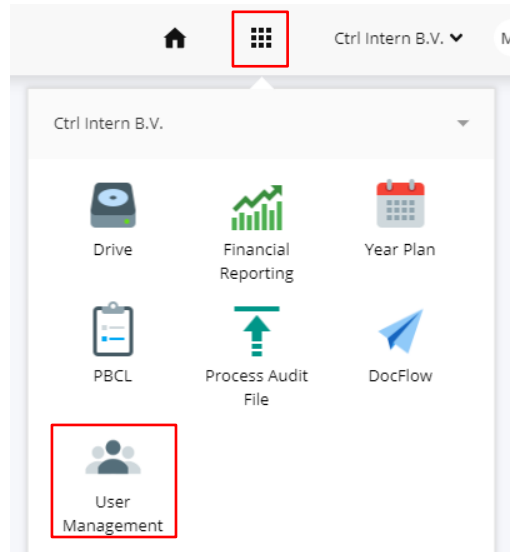 Ctrl Intern B.V.
M
Ctrl Intern B.V.
Drive
Financial
Reporting
Year Plan
PBCL
Process Audit
File
DocFlow
User
Management